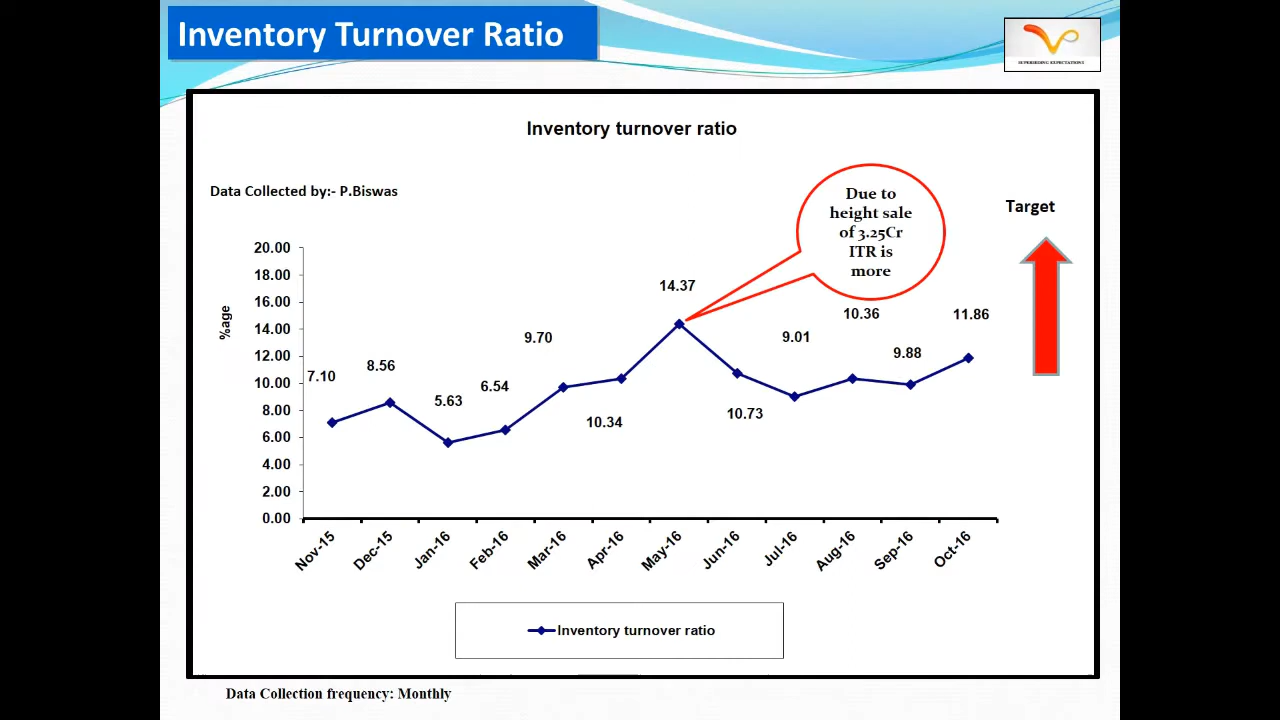 Inventory Turnover Ratio
SUPERSEDING EXPECTATIONS
Inventory turnover ratio
Data Collected by:- P.Biswas
Due to
height sale
of 3.25Cr
ITR is
more
Target
%age
20.00
18.00
16.00
14.00
12.00
10.00
8.00
6.00
4.00
2.00
0.00
7.10
8.56
5.63
6.54
9.70
10.34
14.37
10.73
9.01
10.36
9.88
11.86
Nov-15
Dec-15
Jan-16
Feb-16
Mar-16
Apr-16
May-16
Jun-16
Jul-16
Aug-16
Sep-16
Oct-16
Inventory turnover ratio
Data Collection frequency: Monthly